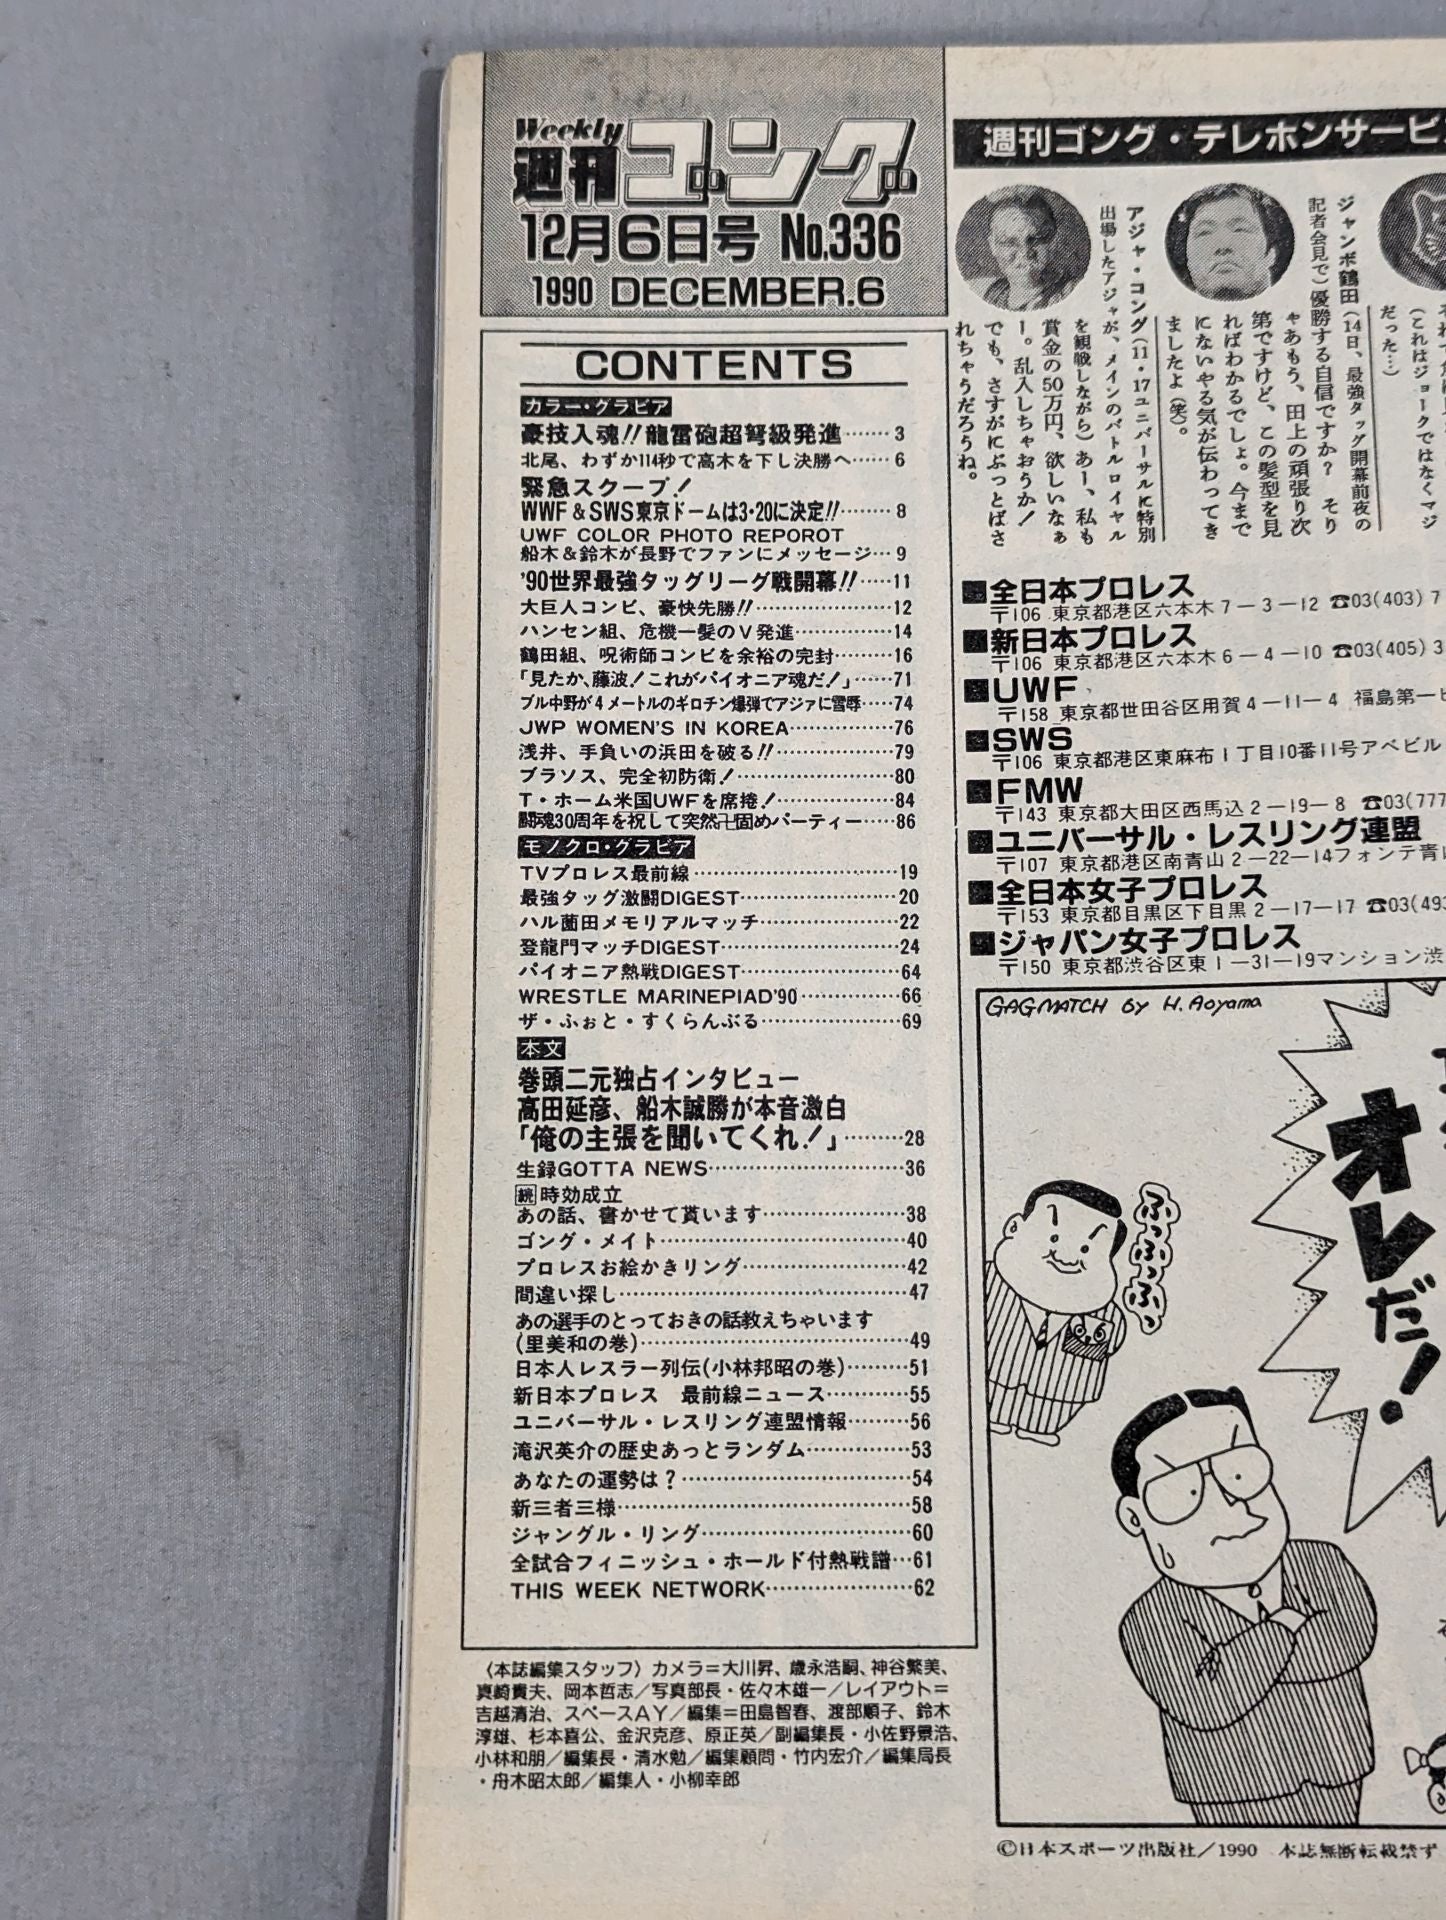 Weekly
週刊ゴング
12月6日号 No.336
1990 DECEMBER.6
CONTENTS
カラー・グラビア
豪技入魂!!龍雷砲超弩級発進……3
北尾、わずか114秒で高木を下し決勝へ……6
緊急スクープ!
WWF&SWS東京ドームは3・20に決定!!……8
UWF COLOR PHOTO REPOROT
船木&鈴木が長野でファンにメッセージ…9
'90世界最強タッグリーグ戦開幕!!……11
大巨人コンビ、豪快先勝!!……12
ハンセン組、危機一髪のV発進……14
鶴田組、呪術師コンビを余裕の完封……16
「見たか、藤波!これがパイオニア魂だ!」……71
ブル中野が4メートルのギロチン爆弾でアジャに雪辱……74
JWP WOMEN'S IN KOREA……76
浅井、手負いの浜田を破る!!……79
ブラソス、完全初防衛!……80
T・ホーム米国UWFを席捲!……84
闘魂30周年を祝して突然卍固めパーティー……86
モノクロ・グラビア
TVプロレス最前線……19
最強タッグ激闘DIGEST……20
ハル薗田メモリアルマッチ……22
登龍門マッチDIGEST……24
パイオニア熱戦DIGEST……64
WRESTLE MARINEPIAD'90……66
ザ・ふぉと・すくらんぶる……69
本文
巻頭二元独占インタビュー
高田延彦、船木誠勝が本音激白
「俺の主張を聞いてくれ!」……28
生録GOTTA NEWS……36
続時効成立
あの話、書かせて貰います……38
ゴング・メイト……40
プロレスお絵かきリング……42
間違い探し……47
あの選手のとっておきの話教えちゃいます
(里美和の巻)……49
日本人レスラー列伝(小林邦昭の巻)……51
新日本プロレス 最前線ニュース……55
ユニバーサル・レスリング連盟情報……56
滝沢英介の歴史あっとランダム……53
あなたの運勢は?……54
新三者三様……58
ジャングル・リング……60
全試合フィニッシュ・ホールド付熱戦譜…61
THIS WEEK NETWORK……62
〈本誌編集スタッフ〉カメラ=大川昇、歳永浩嗣、神谷繁美、
真崎貴夫、岡本哲志/写真部長・佐々木雄一/レイアウト=
吉越清治、スペースAY/編集=田島智春、渡部順子、鈴木
淳雄、杉本喜公、金沢克彦、原正英/副編集長・小佐野景浩、
小林和朋/編集長・清水勉/編集顧問・竹内宏介/編集局長
・舟木昭太郎/編集人・小柳幸郎
週刊ゴング・テレホンサービ
ジャンボ鶴田(14日、最強タッグ開幕前夜の
記者会見で)優勝する自信ですか? そり
ゃあもう、田上の頑張り次
第ですけど、この髪型を見
ればわかるでしょ。今まで
にないやる気が伝わってき
ましたよ(笑)。
アジャ・コング(11・17ユニバーサルに特別
出場したアジャが、メインのバトルロイヤル
を観戦しながら)あー、私も
賞金の50万円、欲しいなぁ
ー。乱入しちゃおうか!
でも、さすがにぶっとばさ
れちゃうだろうね。
(これはジョークではなくマジ
だった…)
■全日本プロレス
〒106 東京都港区六本木7-3-12 ☎03(403)7
■新日本プロレス
〒106 東京都港区六本木6-4-10 ☎03(405)3
■UWF
〒158 東京都世田谷区用賀4-11-4 福島第一ビ
■SWS
〒106 東京都港区東麻布1丁目10番11号アベビル
■FMW
〒143 東京都大田区西馬込2-19-8 ☎03(777
■ユニバーサル・レスリング連盟
〒107 東京都港区南青山2-22-14フォンテ青山
■全日本女子プロレス
〒153 東京都目黒区下目黒2-17-17 ☎03(493
■ジャパン女子プロレス
〒150 東京都渋谷区東1-31-19マンション渋
GAGMATCH by H.Aoyama
オレだ!
ふっふっふっ
©日本スポーツ出版社/1990 本誌無断転載禁ず